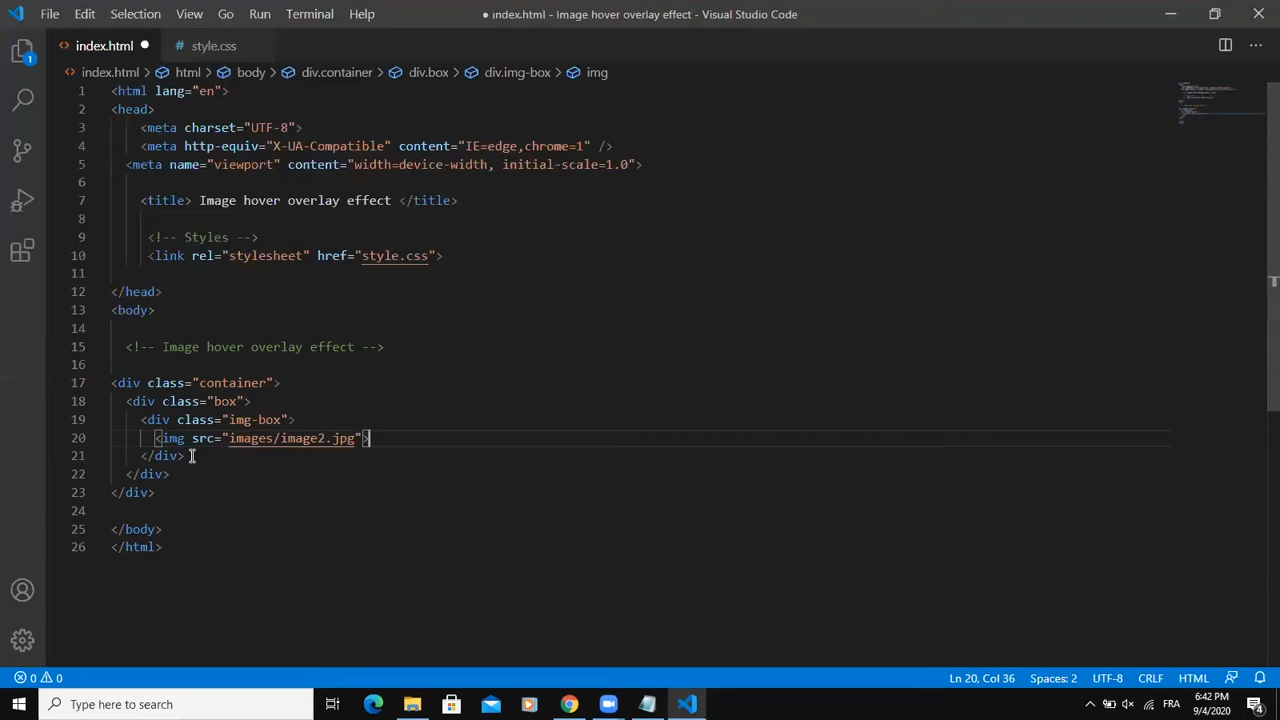 File Edit Selection View Go Run Terminal Help
● index.html - Image hover overlay effect - Visual Studio Code
index.html ●
# style.css
index.html > html > body > div.container > div.box > div.img-box > img
1 <html lang="en">
2 <head>
3 <meta charset="UTF-8">
4 <meta http-equiv="X-UA-Compatible" content="IE=edge,chrome=1" />
5 <meta name="viewport" content="width=device-width, initial-scale=1.0">
6
7 <title> Image hover overlay effect </title>
8
9 <!-- Styles -->
10 <link rel="stylesheet" href="style.css">
11
12 </head>
13 <body>
14
15 <!-- Image hover overlay effect -->
16
17 <div class="container">
18 <div class="box">
19 <div class="img-box">
20 <img src="images/image2.jpg">
21 </div>
22 </div>
23 </div>
24
25 </body>
26 </html>
1
0 0
Ln 20, Col 36 Spaces: 2 UTF-8 CRLF HTML
Type here to search
FRA
6:42 PM
9/4/2020
4